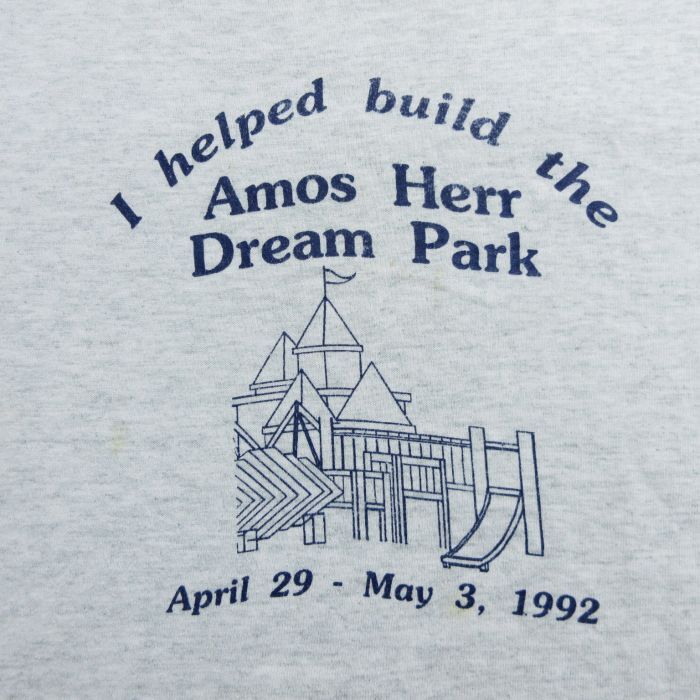 I helped build the
Amos Herr
Dream Park
April 29 - May 3, 1992